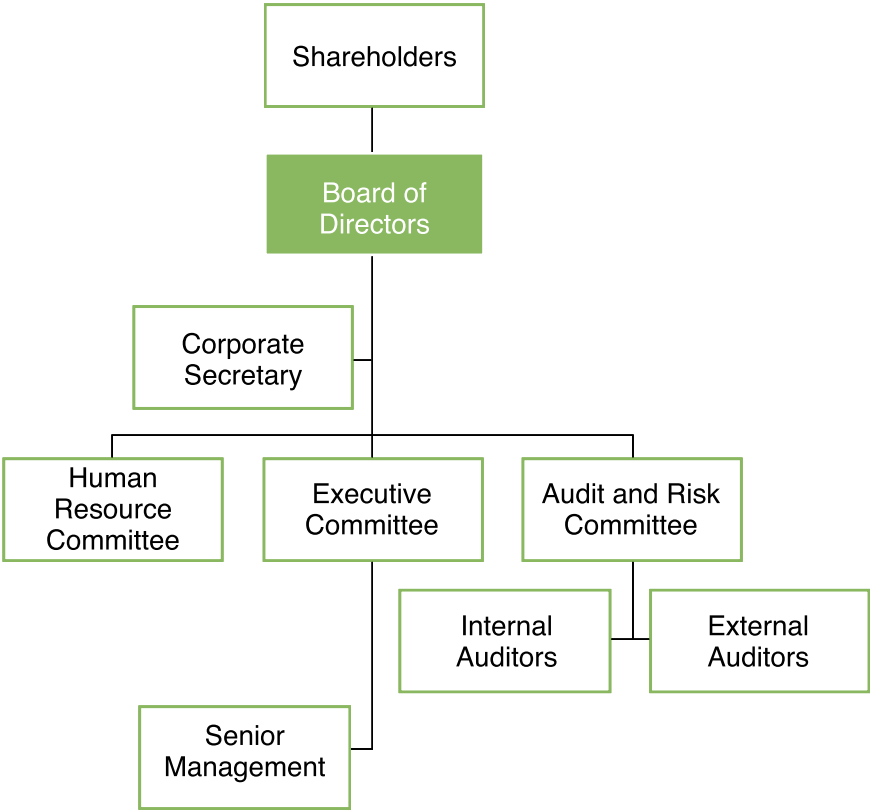 Shareholders
Board of
Directors
Corporate
Secretary
Human
Resource
Committee
Executive
Committee
Audit and Risk
Committee
Internal
Auditors
External
Auditors
Senior
Management